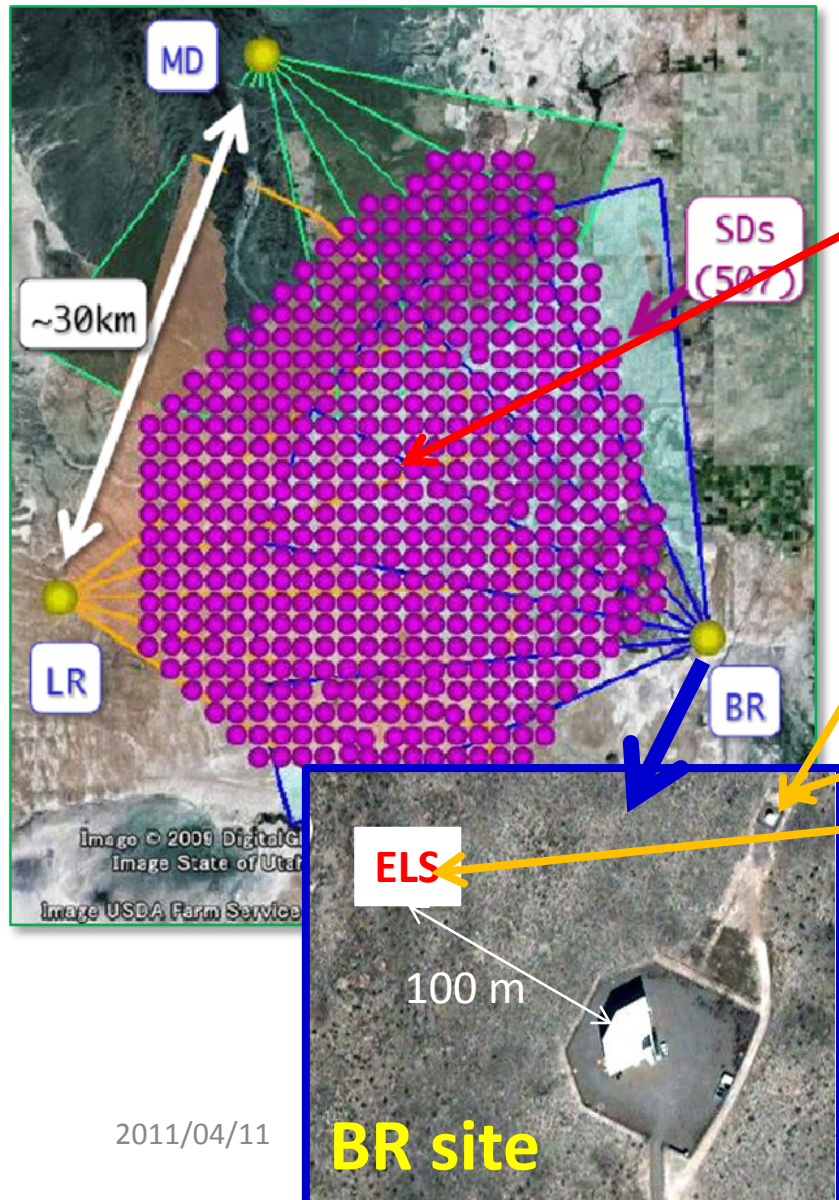 MD
SDs
(507)
~30km
LR
BR
Image © 2009 DigitalG
Image State of Utah
Image USDA Farm Service
ELS
100 m
2011/04/11
BR site